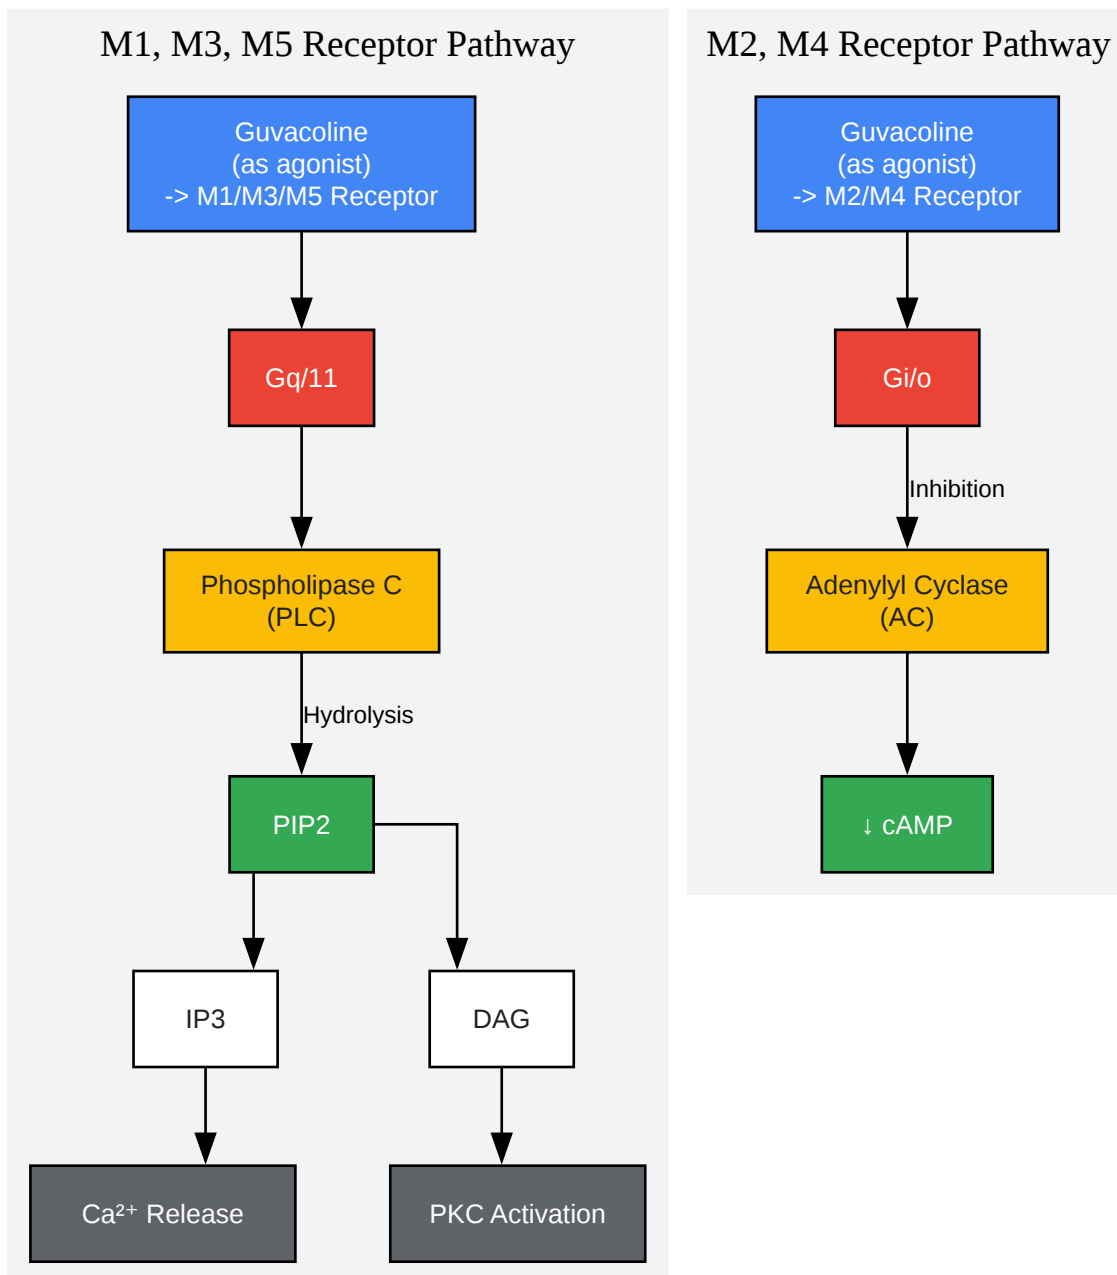 M1, M3, M5 Receptor Pathway
Guvacoline
(as agonist)
-> M1/M3/M5 Receptor
Gq/11
Phospholipase C
(PLC)
Hydrolysis
PIP2
IP3
DAG
Ca²⁺ Release
PKC Activation
M2, M4 Receptor Pathway
Guvacoline
(as agonist)
-> M2/M4 Receptor
Gi/o
Inhibition
Adenylyl Cyclase
(AC)
↓ cAMP